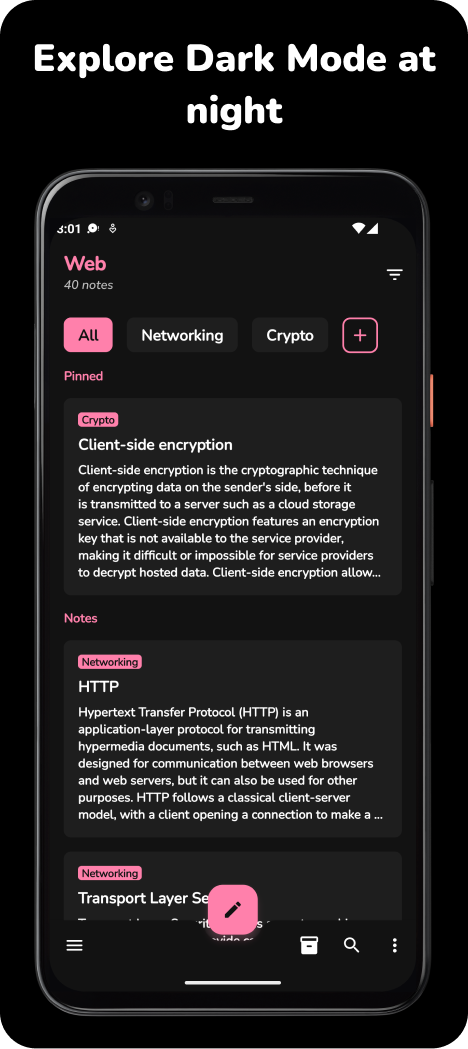 Explore Dark Mode at
night
3:01
Web
40 notes
All
Networking
Crypto
Pinned
Crypto
Client-side encryption
Client-side encryption is the cryptographic technique
of encrypting data on the sender's side, before it
is transmitted to a server such as a cloud storage
service. Client-side encryption features an encryption
key that is not available to the service provider,
making it difficult or impossible for service providers
to decrypt hosted data. Client-side encryption allow...
Notes
Networking
HTTP
Hypertext Transfer Protocol (HTTP) is an
application-layer protocol for transmitting
hypermedia documents, such as HTML. It was
designed for communication between web browsers
and web servers, but it can also be used for other
purposes. HTTP follows a classical client-server
model, with a client opening a connection to make a ...
Networking
Transport Layer Se